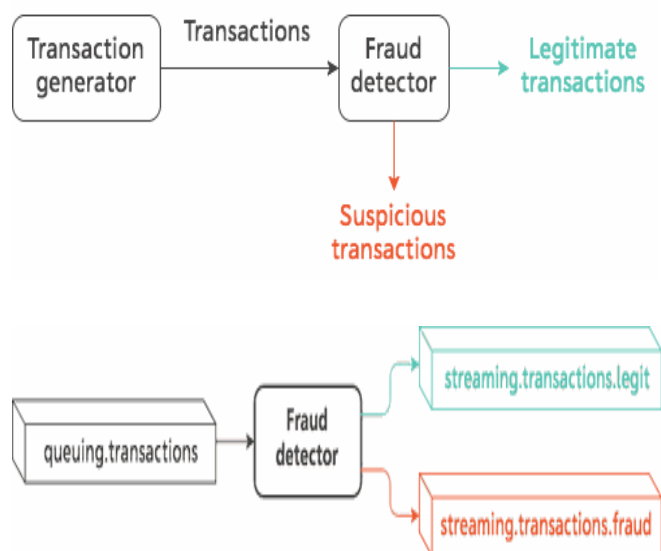 Transaction
generator
Transactions
Fraud
detector
Legitimate
transactions
Suspicious
transactions
queuing.transactions
Fraud
detector
streaming.transactions.legit
streaming.transactions.fraud